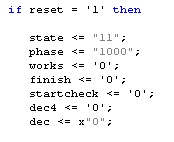 if reset = '1' then
state <= "11";
phase <= "1000";
works <= '0';
finish <= '0';
startcheck <= '0';
dec4 <= '0';
dec <= x"0";